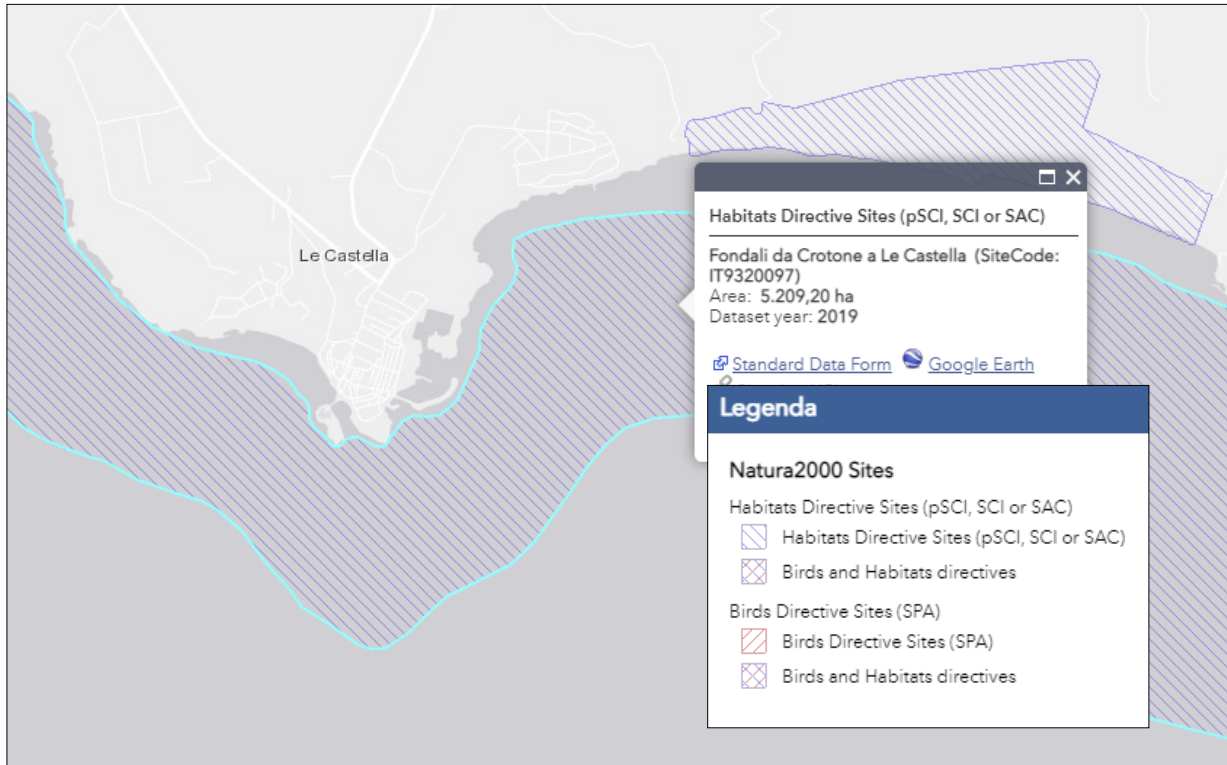 Le Castella
Habitats Directive Sites (pSCI, SCI or SAC)
Fondali da Crotone a Le Castella (SiteCode:
IT9320097)
Area: 5.209,20 ha
Dataset year: 2019
Standard Data Form Google Earth
Legenda
Natura2000 Sites
Habitats Directive Sites (pSCI, SCI or SAC)
Habitats Directive Sites (pSCI, SCI or SAC)
Birds and Habitats directives
Birds Directive Sites (SPA)
Birds Directive Sites (SPA)
Birds and Habitats directives